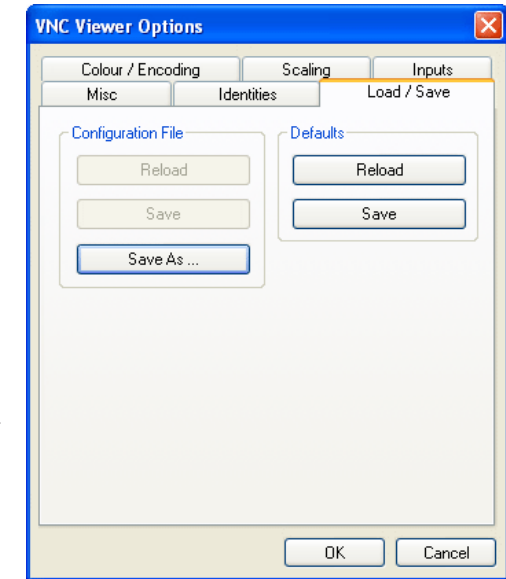 VNC Viewer Options
Colour / Encoding Scaling Inputs
Misc Identities Load / Save
Configuration File Defaults
Reload Reload
Save Save
Save As ...
OK Cancel